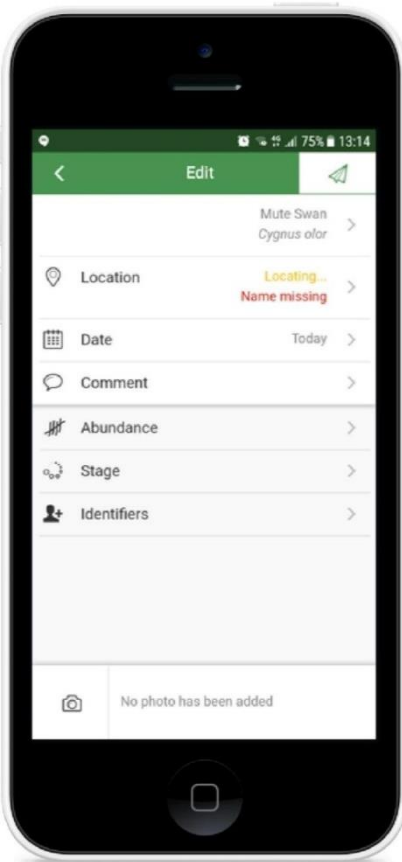 75% 13:14
Edit
Mute Swan
Cygnus olor
Location
Locating...
Name missing
Date
Today
Comment
Abundance
Stage
Identifiers
No photo has been added